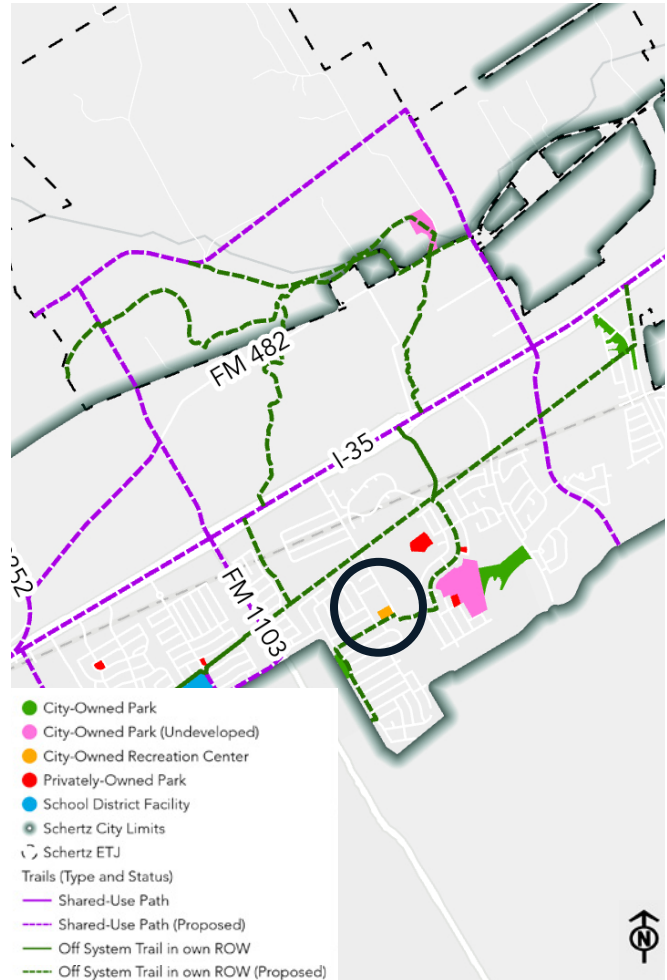 FM 482
I-35
252
FM 1103
City-Owned Park
City-Owned Park (Undeveloped)
City-Owned Recreation Center
Privately-Owned Park
School District Facility
Schertz City Limits
Schertz ETJ
Trails (Type and Status)
Shared-Use Path
Shared-Use Path (Proposed)
Off System Trail in own ROW
Off System Trail in own ROW (Proposed)
N